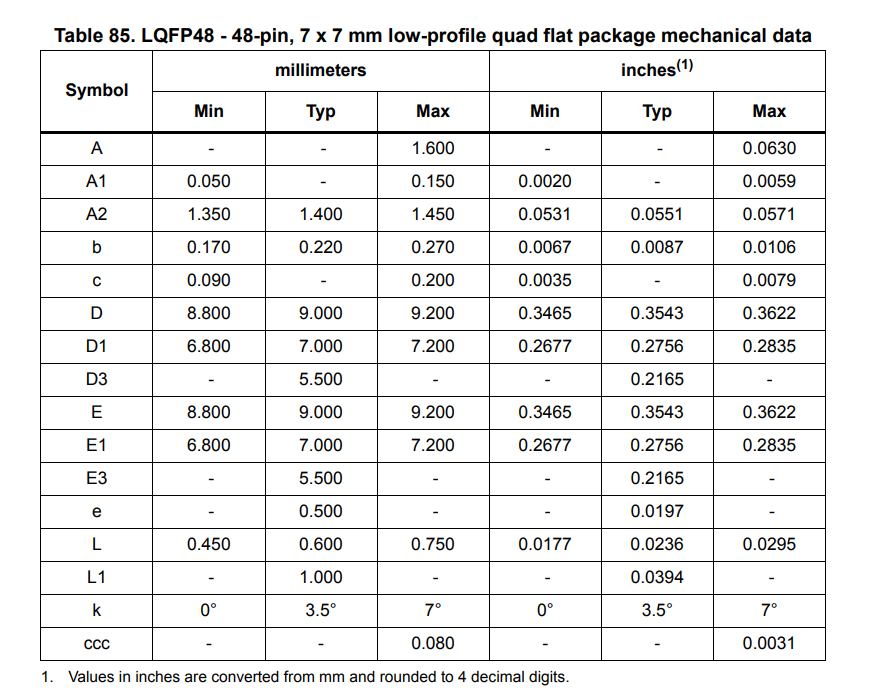 Table 85. LQFP48 - 48-pin, 7 x 7 mm low-profile quad flat package mechanical data
Symbol millimeters inches(1)
Min Typ Max Min Typ Max
A - - 1.600 - - 0.0630
A1 0.050 - 0.150 0.0020 - 0.0059
A2 1.350 1.400 1.450 0.0531 0.0551 0.0571
b 0.170 0.220 0.270 0.0067 0.0087 0.0106
c 0.090 - 0.200 0.0035 - 0.0079
D 8.800 9.000 9.200 0.3465 0.3543 0.3622
D1 6.800 7.000 7.200 0.2677 0.2756 0.2835
D3 - 5.500 - - 0.2165 -
E 8.800 9.000 9.200 0.3465 0.3543 0.3622
E1 6.800 7.000 7.200 0.2677 0.2756 0.2835
E3 - 5.500 - - 0.2165 -
e - 0.500 - - 0.0197 -
L 0.450 0.600 0.750 0.0177 0.0236 0.0295
L1 - 1.000 - - 0.0394 -
k 0° 3.5° 7° 0° 3.5° 7°
ccc - - 0.080 - - 0.0031
1. Values in inches are converted from mm and rounded to 4 decimal digits.